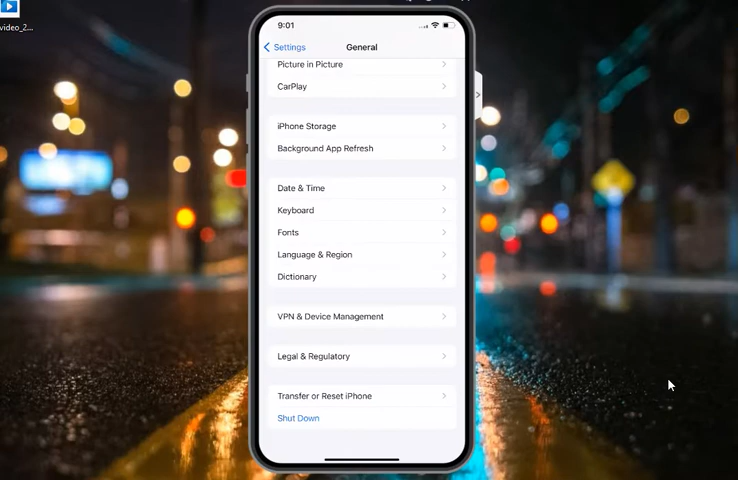 video_2...
9:01
Settings
General
Picture in Picture
CarPlay
iPhone Storage
Background App Refresh
Date & Time
Keyboard
Fonts
Language & Region
Dictionary
VPN & Device Management
Legal & Regulatory
Transfer or Reset iPhone
Shut Down